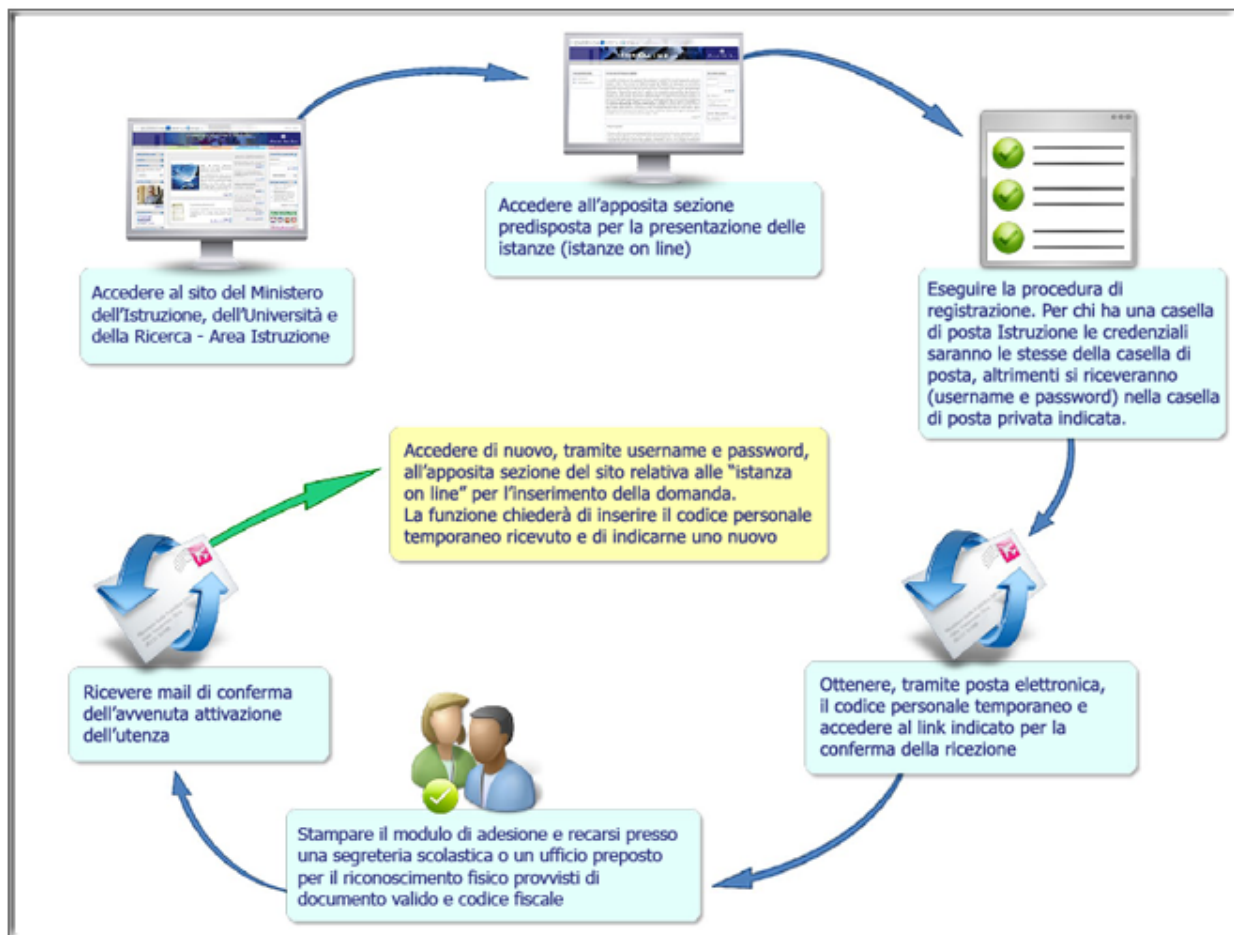 Accedere al sito del Ministero
dell'Istruzione, dell'Università e
della Ricerca - Area Istruzione
Accedere all'apposita sezione
predisposta per la presentazione delle
istanze (istanze on line)
Eseguire la procedura di
registrazione. Per chi ha una casella
di posta Istruzione le credenziali
saranno le stesse della casella di
posta, altrimenti si riceveranno
(username e password) nella casella
di posta privata indicata.
Ottenere, tramite posta elettronica,
il codice personale temporaneo e
accedere al link indicato per la
conferma della ricezione
Stampare il modulo di adesione e recarsi presso
una segreteria scolastica o un ufficio preposto
per il riconoscimento fisico provvisti di
documento valido e codice fiscale
Ricevere mail di conferma
dell'avvenuta attivazione
dell'utenza
Accedere di nuovo, tramite username e password,
all'apposita sezione del sito relativa alle “istanza
on line” per l'inserimento della domanda.
La funzione chiederà di inserire il codice personale
temporaneo ricevuto e di indicarne uno nuovo